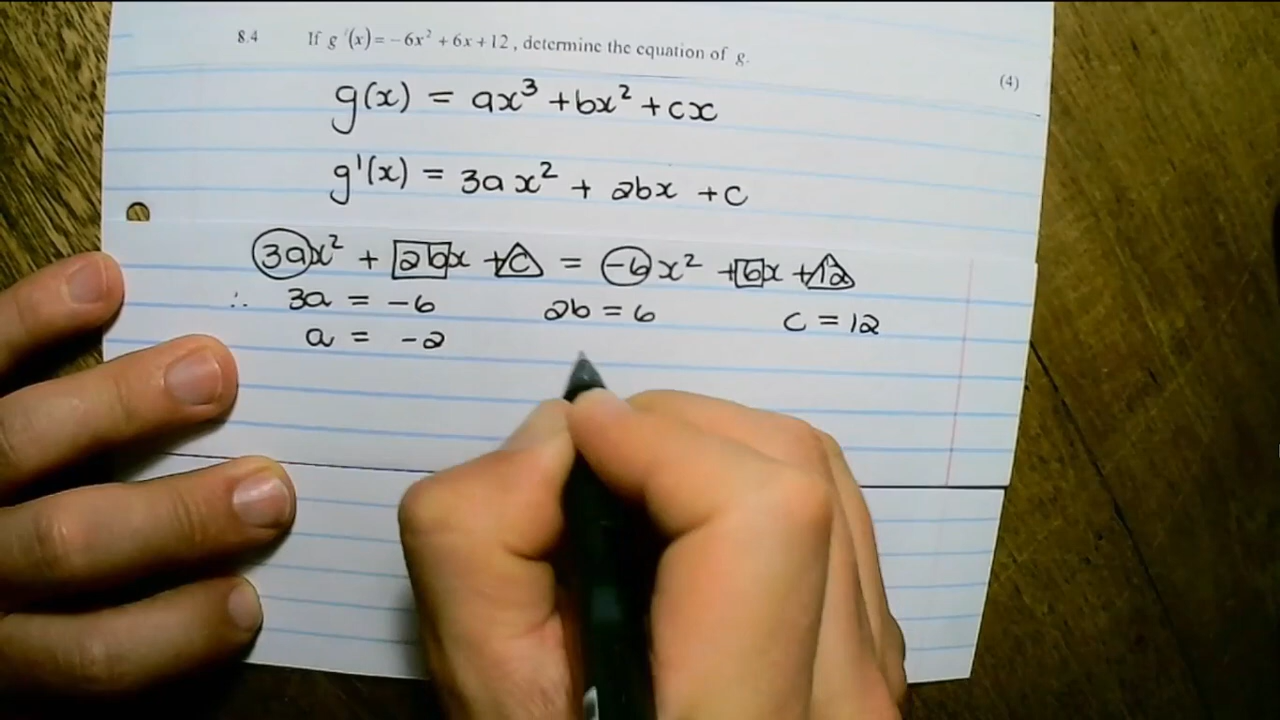 8.4 If g '(x) = −6x² + 6x + 12 , determine the equation of g.
(4)
g(x) = ax³ + bx² + cx
g'(x) = 3ax² + 2bx + c
3ax² + 2bx + c = -6x² + 6x + 12
∴ 3a = -6 2b = 6 c = 12
a = -2